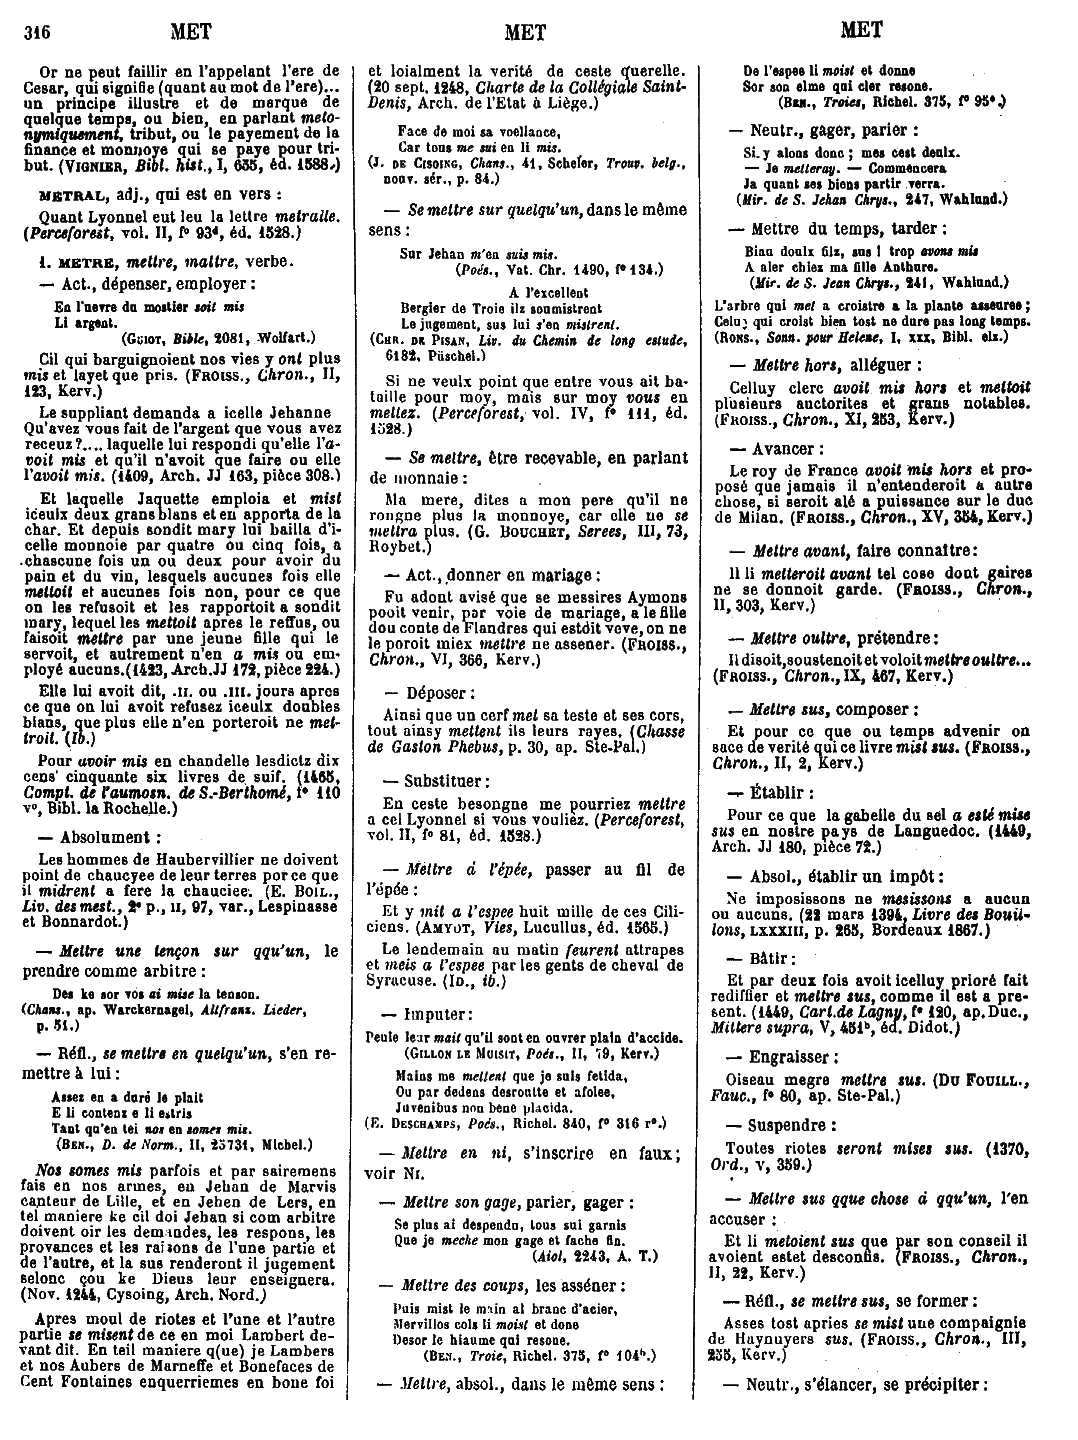 316 MET MET MET
Or ne peut faillir en l'appelant l'ere de
Cesar, qui signifie (quant au mot de l'ere)...
un principe illustre et de marque de
quelque temps, ou bien, en parlant meto-
nymiquement, tribut, ou le payement de la
finance et monnoye qui se paye pour tri-
but. (VIGNIER, Bibl. hist., I, 635, éd. 1588.)
METRAL, adj., qui est en vers :
Quant Lyonnel eut leu la lettre metralle.
(Perceforest, vol. II, f° 93d, éd. 1528.)
1. METRE, mettre, maitre, verbe.
— Act., dépenser, employer :
En l'uevre du mostier soit mis
Li argent.
(GUIOT, Bible, 2081, Wolfart.)
Cil qui barguignoient nos vies y ont plus
mis et layet que pris. (FROISS., Chron., II,
123, Kerv.)
Le suppliant demanda a icelle Jehanne
Qu'avez vous fait de l'argent que vous avez
receuz ?.... laquelle lui respondi qu'elle l'a-
voit mis et qu'il n'avoit que faire ou elle
l'avoit mis. (1409, Arch. JJ 163, pièce 308.)
Et laquelle Jaquette emploia et mist
iceulx deux grans blans et en apporta de la
char. Et depuis sondit mary lui bailla d'i-
celle monnoie par quatre ou cinq fois, a
chascune fois un ou deux pour avoir du
pain et du vin, lesquels aucunes fois elle
mettoit et aucunes fois non, pour ce que
on les refusoit et les rapportoit a sondit
mary, lequel les mettoit apres le reffus, ou
faisoit mettre par une jeune fille qui le
servoit, et autrement n'en a mis ou em-
ployé aucuns. (1423, Arch. JJ 172, pièce 224.)
Elle lui avoit dit, .II. ou .III. jours apres
ce que on lui avoit refusez iceulx doubles
blans, que plus elle n'en porteroit ne met-
troit. (Ib.)
Pour avoir mis en chandelle lesdictz dix
cens cinquante six livres de suif. (1465,
Compt. de l'aumosn. de S.-Berthomé, f° 110
v°, Bibl. la Rochelle.)
— Absolument :
Les hommes de Haubervillier ne doivent
point de chaucyee de leur terres por ce que
il midrent a fere la chauciee. (E. BOIL.,
Liv. des mest., 2e p., II, 97, var., Lespinasse
et Bonnardot.)
— Mettre une tençon sur qqu'un, le
prendre comme arbitre :
Des ke sor vos ai mise la tenson.
(Chans., ap. Warckernagel, Altfranz. Lieder,
p. 51.)
— Réfl., se mettre en quelqu'un, s'en re-
mettre à lui :
Assez en a duré le plait
E li contenz e li estris
Tant qu'en tei nos en somes mis.
(BEN., D. de Norm., II, 25731, Michel.)
Nos somes mis parfois et par sairemens
fais en nos armes, en Jehan de Marvis
canteur de Lille, et en Jehen de Lers, en
tel maniere ke cil doi Jehan si com arbitre
doivent oir les demandes, les respons, les
provances et les raisons de l'une partie et
de l'autre, et la sus renderont il jugement
selonc çou ke Dieus leur enseignera.
(Nov. 1244, Cysoing, Arch. Nord.)
Apres moul de riotes et l'une et l'autre
partie se misent de ce en moi Lambert de-
vant dit. En teil maniere q(ue) je Lambers
et nos Aubers de Marneffe et Bonefaces de
Cent Fontaines enquerriemes en bone foi
et loialment la verité de ceste querelle.
(20 sept. 1248, Charte de la Collégiale Saint-
Denis, Arch. de l'Etat à Liège.)
Face de moi sa voellance,
Car tous me sui en li mis.
(J. DE CISOING, Chans., 41, Scheler, Trouv. belg.,
nouv. sér., p. 84.)
— Se mettre sur quelqu'un, dans le même
sens :
Sur Jehan m'en suis mis.
(Poés., Vat. Chr. 1490, f° 134.)
A l'excellent
Bergier de Troie ilz soumistrent
Le jugement, sus lui s'en mistrent.
(CHR. DE PISAN, Liv. du Chemin de long estude,
6182, Püschel.)
Si ne veulx point que entre vous ait ba-
taille pour moy, mais sur moy vous en
mettez. (Perceforest, vol. IV, f° 111, éd.
1528.)
— Se mettre, être recevable, en parlant
de monnaie :
Ma mere, dites a mon pere qu'il ne
rongne plus la monnoye, car elle ne se
mettra plus. (G. BOUCHET, Serees, III, 73,
Roybet.)
— Act., donner en mariage :
Fu adont avisé que se messires Aymons
pooit venir, por voie de mariage, a le fille
dou conte de Flandres qui estoit veve, on ne
le poroit miex mettre ne assener. (FROISS.,
Chron., VI, 366, Kerv.)
— Déposer :
Ainsi que un cerf met sa teste et ses cors,
tout ainsy mettent ils leurs rayes. (Chasse
de Gaston Phebus, p. 30, ap. Ste-Pal.)
— Substituer :
En ceste besongne me pourriez mettre
a cel Lyonnel si vous vouliez. (Perceforest,
vol. II, f° 81, éd. 1528.)
— Mettre à l'épée, passer au fil de
l'épée :
Et y mit a l'espee huit mille de ces Cili-
ciens. (AMYOT, Vies, Lucullus, éd. 1565.)
Le lendemain au matin feurent attrapes
et meis a l'espee par les gents de cheval de
Syracuse. (ID., ib.)
— Imputer :
Peule leur mait qu'il sont en ouvrer plain d'accide.
(GILLON LE MUISIT, Poés., II, 79, Kerv.)
Mains me mettent que je suis fetida,
Ou par dedens desroulte et afolee,
Juvenibus non bene placida.
(E. DESCHAMPS, Poés., Richel. 840, f° 316 r°.)
— Mettre en ni, s'inscrire en faux ;
voir NI.
— Mettre son gage, parier, gager :
Se plus ai despendu, tous sui garnis
Que je meche mon gage et fache fin.
(Aiol, 2243, A. T.)
— Mettre des coups, les asséner :
Puis mist le main al branc d'acier,
Mervillos cols li moist et done
Desor le hiaume qui resone.
(BEN., Troie, Richel. 375, f° 104b.)
— Mettre, absol., dans le même sens :
De l'espee li moist et donne
Sor son elme qui cler resone.
(BEN., Troies, Richel. 375, f° 95e.)
— Neutr., gager, parier :
Si y alons donc ; mes cest deulx.
— Je metteray. — Commencera
Ja quant ses biens partir verra.
(Mir. de S. Jehan Chrys., 247, Wahlund.)
— Mettre du temps, tarder :
Biau doulx filz, sus ! trop avons mis
A aler chiez ma fille Anthure.
(Mir. de S. Jean Chrys., 241, Wahlund.)
L'arbre qui met a croistre a la plante asseuree ;
Celuy qui croist bien tost ne dure pas long temps.
(RONS., Sonn. pour Helene, I, XXX, Bibl. elz.)
— Mettre hors, alléguer :
Celluy clerc avoit mis hors et mettoit
plusieurs auctorites et grans notables.
(FROISS., Chron., XI, 253, Kerv.)
— Avancer :
Le roy de France avoit mis hors et pro-
posé que jamais il n'entenderoit a autre
chose, si seroit alé a puissance sur le duc
de Milan. (FROISS., Chron., XV, 354, Kerv.)
— Mettre avant, faire connaître :
Il li metteroit avant tel cose dont gaires
ne se donnoit garde. (FROISS., Chron.,
II, 303, Kerv.)
— Mettre oultre, prétendre :
Il disoit, soustenoit et voloit mettre oultre...
(FROISS., Chron., IX, 467, Kerv.)
— Mettre sus, composer :
Et pour ce que ou temps advenir on
sace de verité qui ce livre mist sus. (FROISS.,
Chron., II, 2, Kerv.)
— Établir :
Pour ce que la gabelle du sel a esté mise
sus en nostre pays de Languedoc. (1449,
Arch. JJ 180, pièce 72.)
— Absol., établir un impôt :
Ne imposissons ne mesissons a aucun
ou aucuns. (22 mars 1394, Livre des Bouil-
lons, LXXXIII, p. 265, Bordeaux 1867.)
— Bâtir :
Et par deux fois avoit icelluy prioré fait
rediffier et mettre sus, comme il est a pre-
sent. (1449, Cart. de Lagny, f° 120, ap. Duc.,
Mittere supra, V, 431b, éd. Didot.)
— Engraisser :
Oiseau megre mettre sus. (DU FOUILL.,
Fauc., f° 80, ap. Ste-Pal.)
— Suspendre :
Toutes riotes seront mises sus. (1370,
Ord., V, 359.)
— Mettre sus qque chose à qqu'un, l'en
accuser :
Et li metoient sus que par son conseil il
avoient estet desconfis. (FROISS., Chron.,
II, 22, Kerv.)
— Réfl., se mettre sus, se former :
Asses tost apries se mist une compaignie
de Haynuyers sus. (FROISS., Chron., III,
235, Kerv.)
— Neutr., s'élancer, se précipiter :